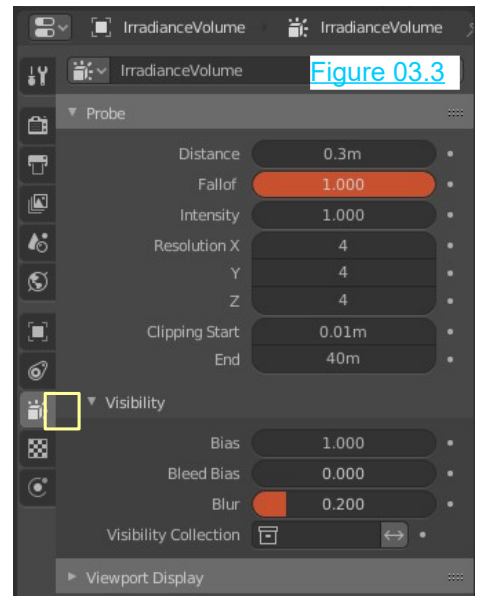 IrradianceVolume IrradianceVolume
IrradianceVolume Figure 03.3
Probe
Distance 0.3m
Fallof 1.000
Intensity 1.000
Resolution X 4
Y 4
Z 4
Clipping Start 0.01m
End 40m
Visibility
Bias 1.000
Bleed Bias 0.000
Blur 0.200
Visibility Collection
Viewport Display